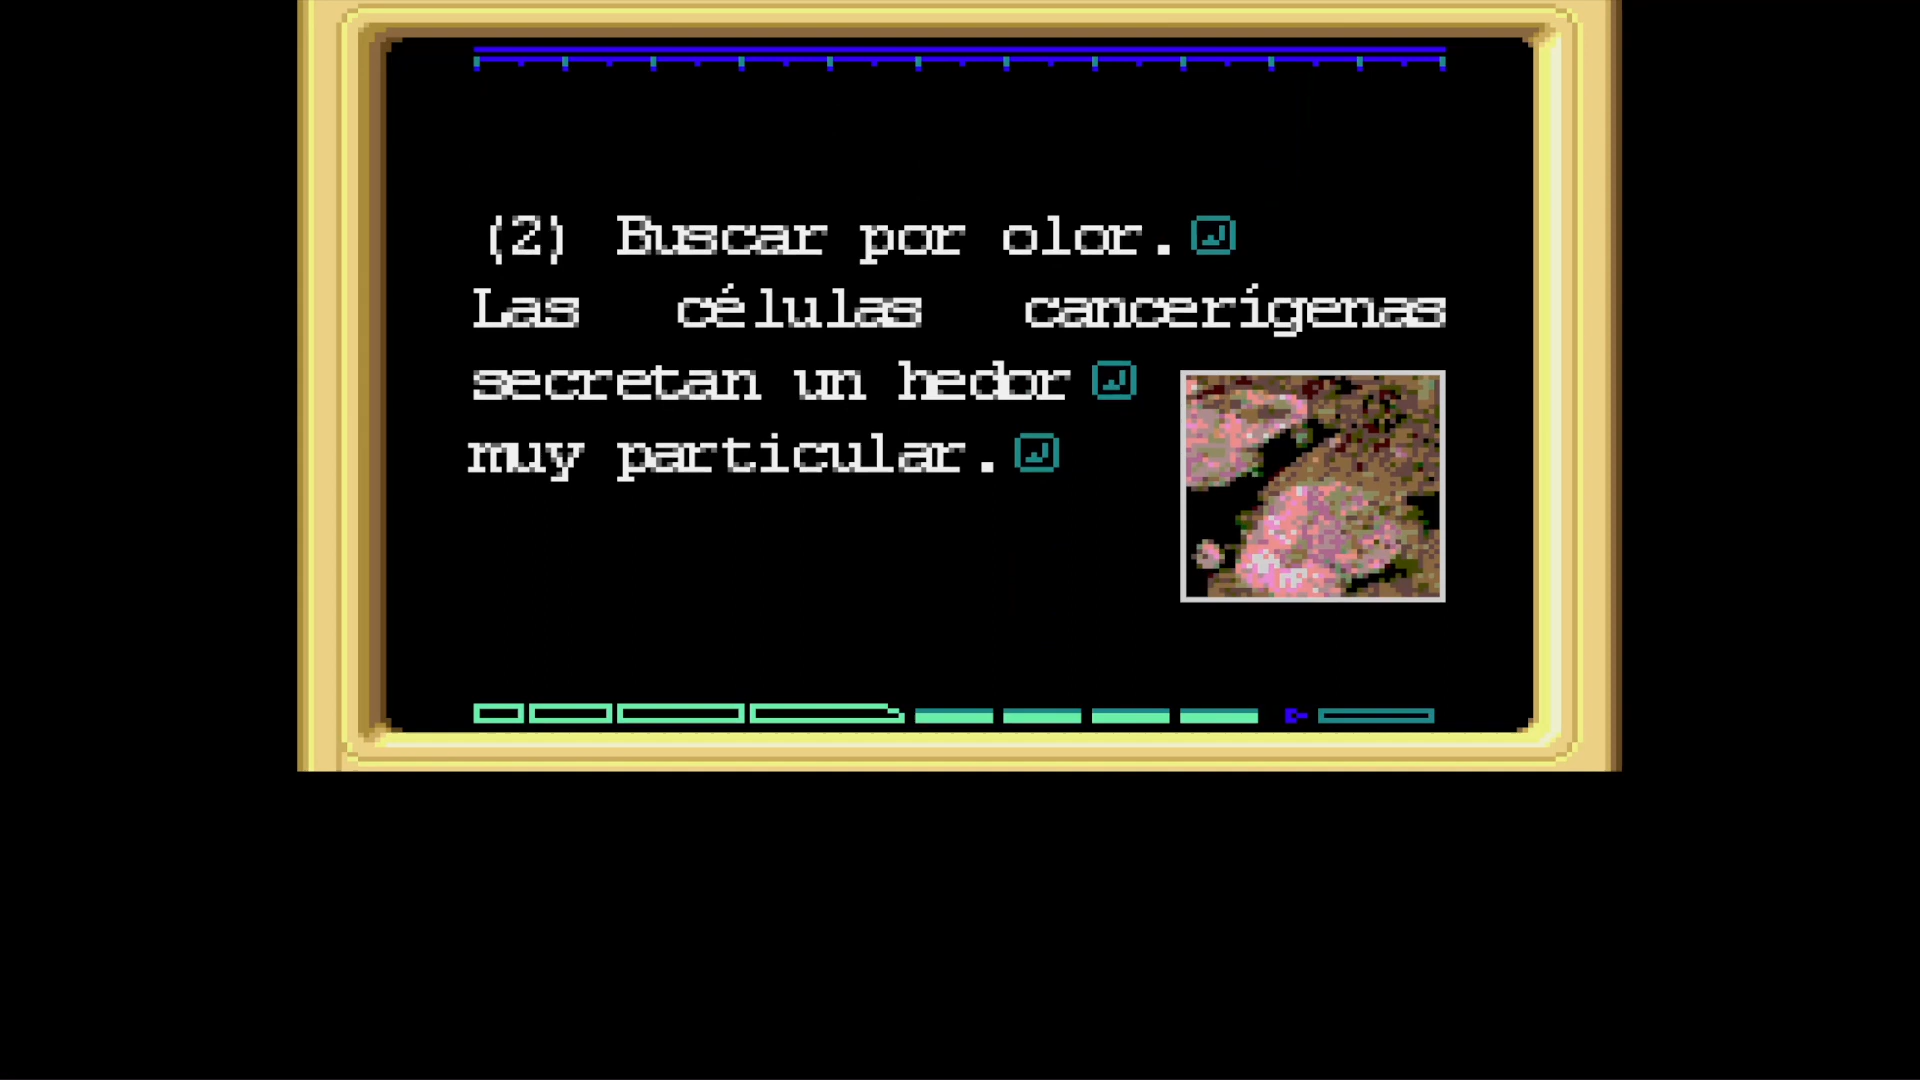 (2) Buscar por olor.
Las células cancerígenas
secretan un hedor
muy particular.